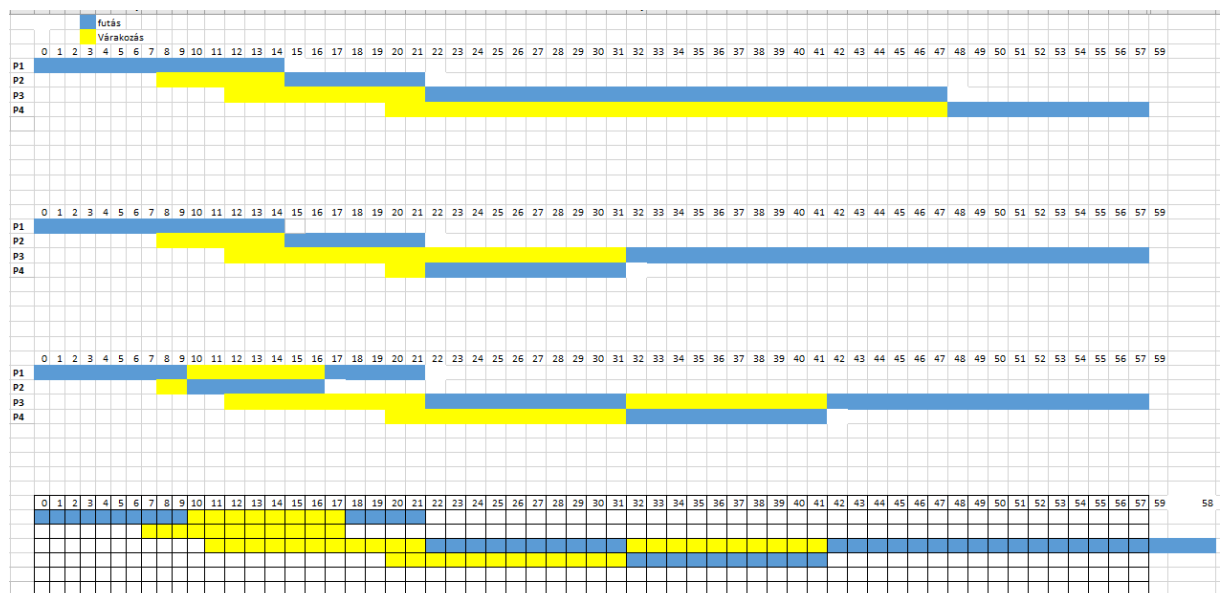 futás
Várakozás
0 1 2 3 4 5 6 7 8 9 10 11 12 13 14 15 16 17 18 19 20 21 22 23 24 25 26 27 28 29 30 31 32 33 34 35 36 37 38 39 40 41 42 43 44 45 46 47 48 49 50 51 52 53 54 55 56 57 59
P1
P2
P3
P4
0 1 2 3 4 5 6 7 8 9 10 11 12 13 14 15 16 17 18 19 20 21 22 23 24 25 26 27 28 29 30 31 32 33 34 35 36 37 38 39 40 41 42 43 44 45 46 47 48 49 50 51 52 53 54 55 56 57 59
P1
P2
P3
P4
0 1 2 3 4 5 6 7 8 9 10 11 12 13 14 15 16 17 18 19 20 21 22 23 24 25 26 27 28 29 30 31 32 33 34 35 36 37 38 39 40 41 42 43 44 45 46 47 48 49 50 51 52 53 54 55 56 57 59
P1
P2
P3
P4
0 1 2 3 4 5 6 7 8 9 10 11 12 13 14 15 16 17 18 19 20 21 22 23 24 25 26 27 28 29 30 31 32 33 34 35 36 37 38 39 40 41 42 43 44 45 46 47 48 49 50 51 52 53 54 55 56 57 59 58